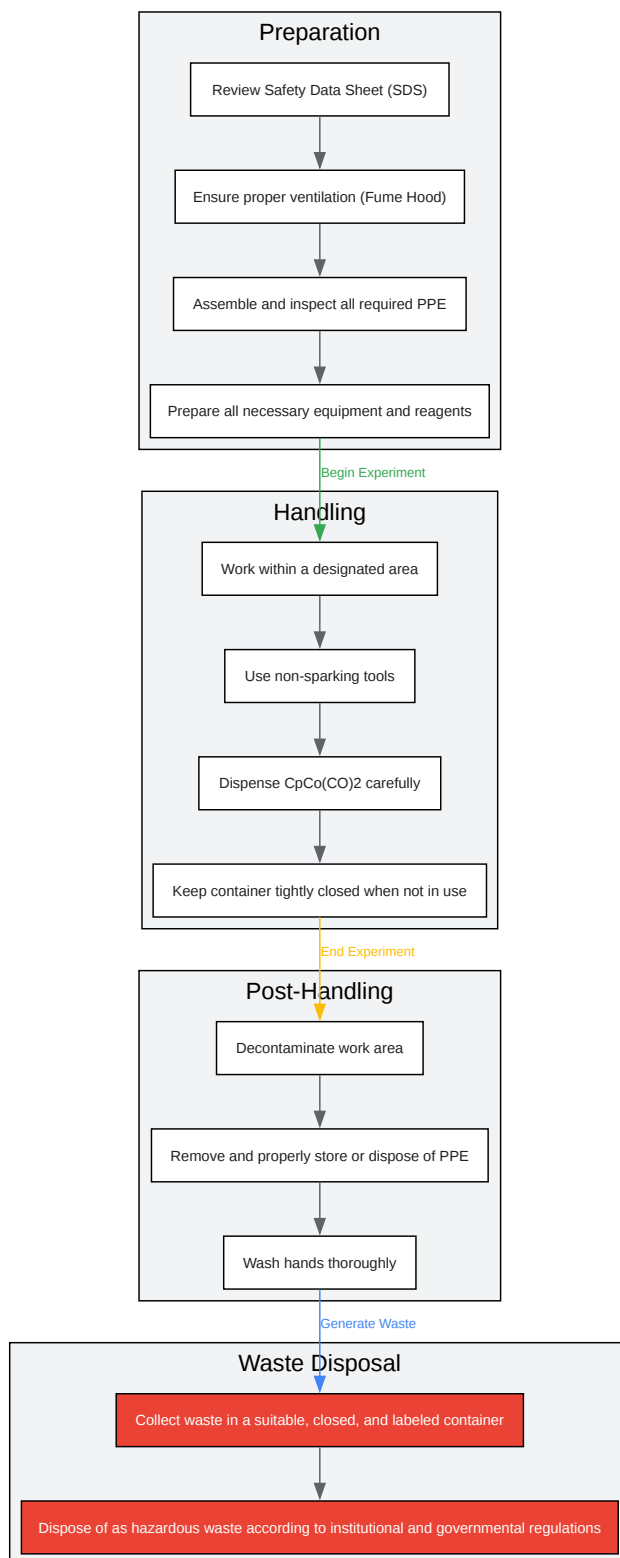 Preparation
Review Safety Data Sheet (SDS)
Ensure proper ventilation (Fume Hood)
Assemble and inspect all required PPE
Prepare all necessary equipment and reagents
Begin Experiment
Handling
Work within a designated area
Use non-sparking tools
Dispense CpCo(CO)2 carefully
Keep container tightly closed when not in use
End Experiment
Post-Handling
Decontaminate work area
Remove and properly store or dispose of PPE
Wash hands thoroughly
Generate Waste
Waste Disposal
Collect waste in a suitable, closed, and labeled container
Dispose of as hazardous waste according to institutional and governmental regulations